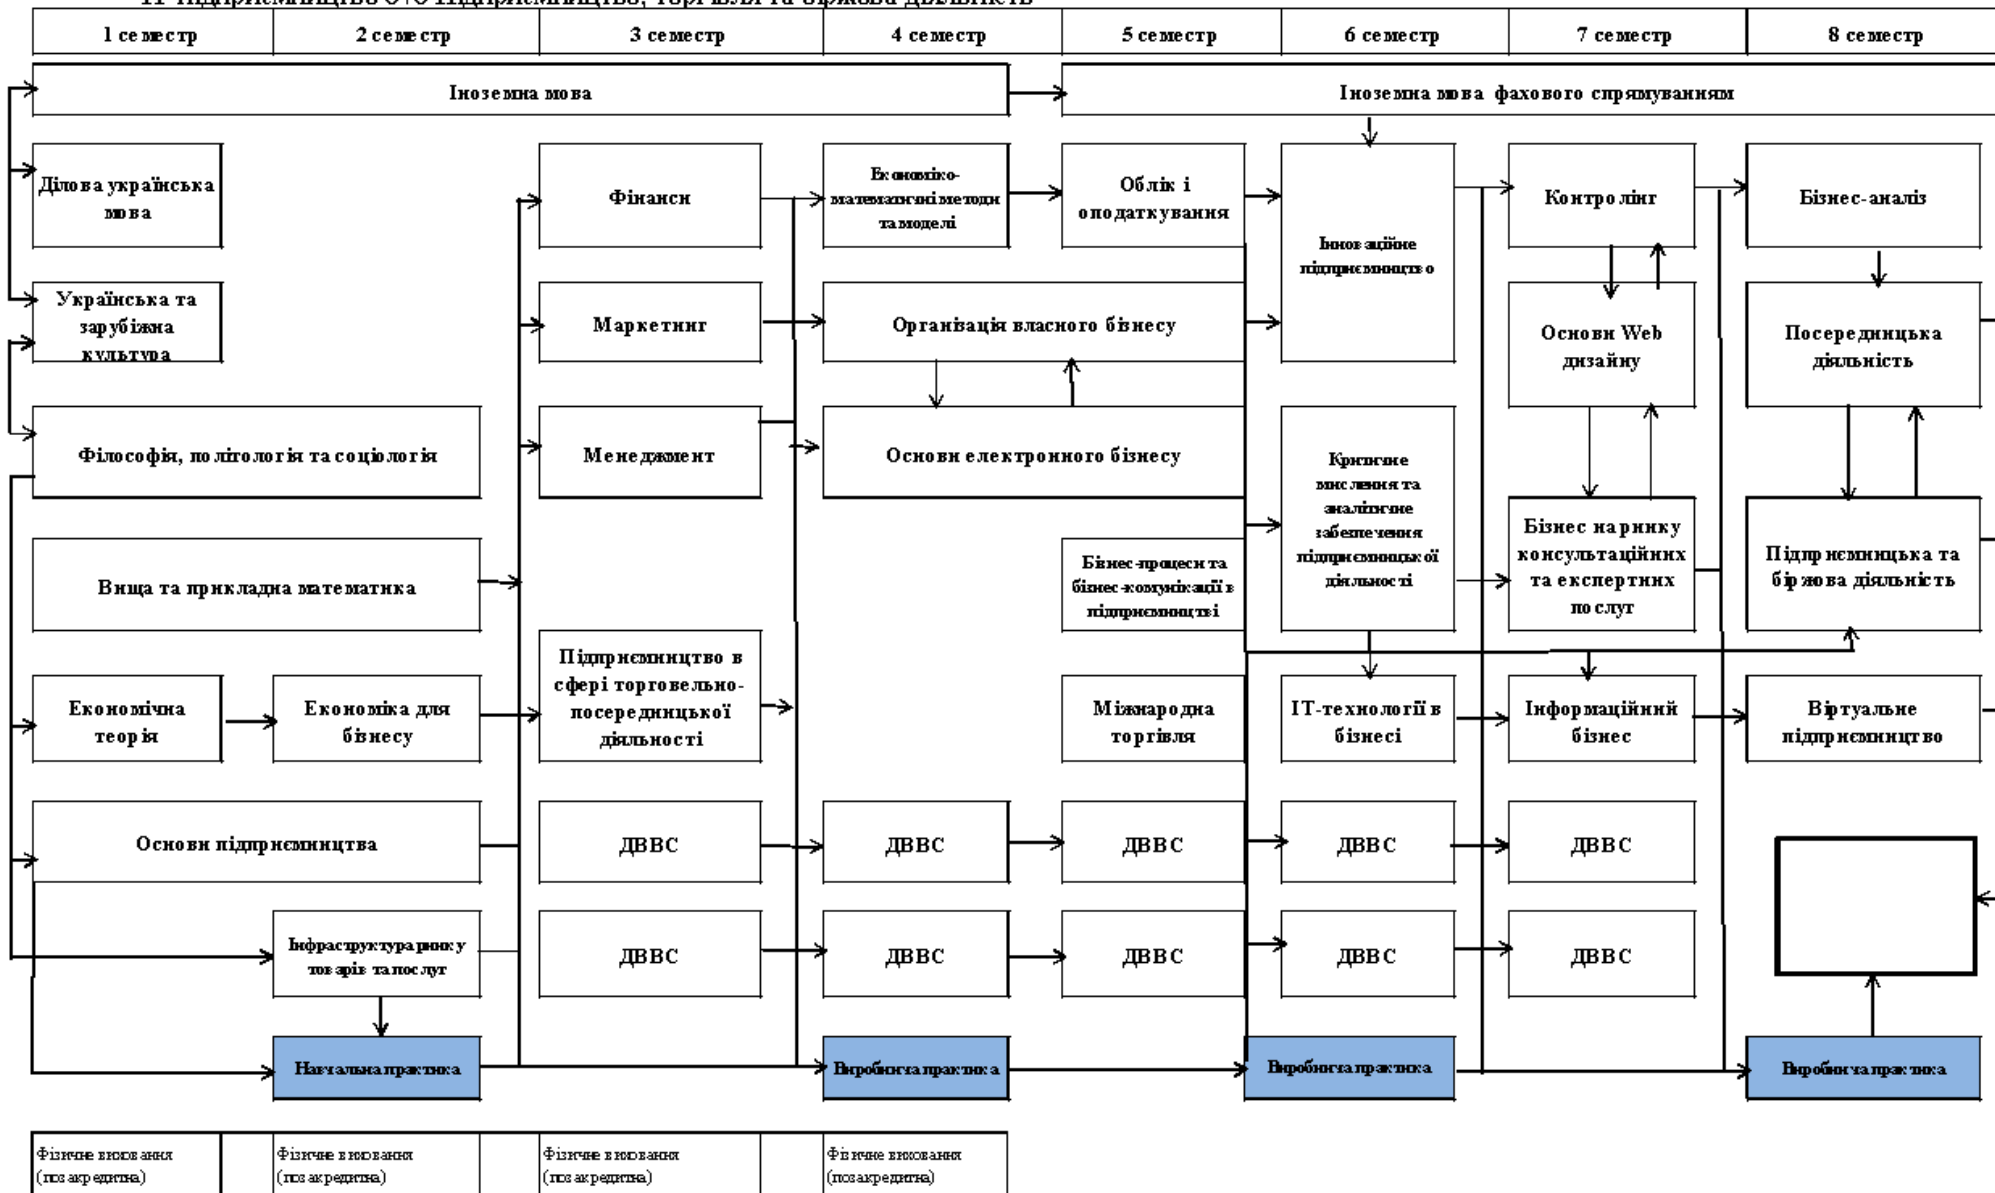 1 семестр
2 семестр
3 семестр
4 семестр
5 семестр
6 семестр
7 семестр
8 семестр
Іноземна мова
Іноземна мова фахового спрямуванням
Ділова українська
мова
Фінанси
Економіко-
математичні методи
та моделі
Облік і
оподаткування
Інноваційне
підприємництво
Контролінг
Бізнес-аналіз
Українська та
зарубіжна
культура
Маркетинг
Організація власного бізнесу
Основи Web
дизайну
Посередницька
діяльність
Філософія, політологія та соціологія
Менеджмент
Основи електронного бізнесу
Критичне
мислення та
аналітичне
забезпечення
підприємницької
діяльності
Бізнес на ринку
консультаційних
та експертних
послуг
Підприємницька та
біржова діяльність
Вища та прикладна математика
Бізнес-процеси та
бізнес-комунікації в
підприємництві
Економічна
теорія
Економіка для
бізнесу
Підприємництво в
сфері торговельно-
посередницької
діяльності
Міжнародна
торгівля
ІТ-технології в
бізнесі
Інформаційний
бізнес
Віртуальне
підприємництво
Основи підприємництва
ДВВС
ДВВС
ДВВС
ДВВС
ДВВС
Інфраструктура ринку
товарів та послуг
ДВВС
ДВВС
ДВВС
ДВВС
ДВВС
Навчальна практика
Виробнича практика
Виробнича практика
Виробнича практика
Фізичне виховання
(позакредитна)
Фізичне виховання
(позакредитна)
Фізичне виховання
(позакредитна)
Фізичне виховання
(позакредитна)